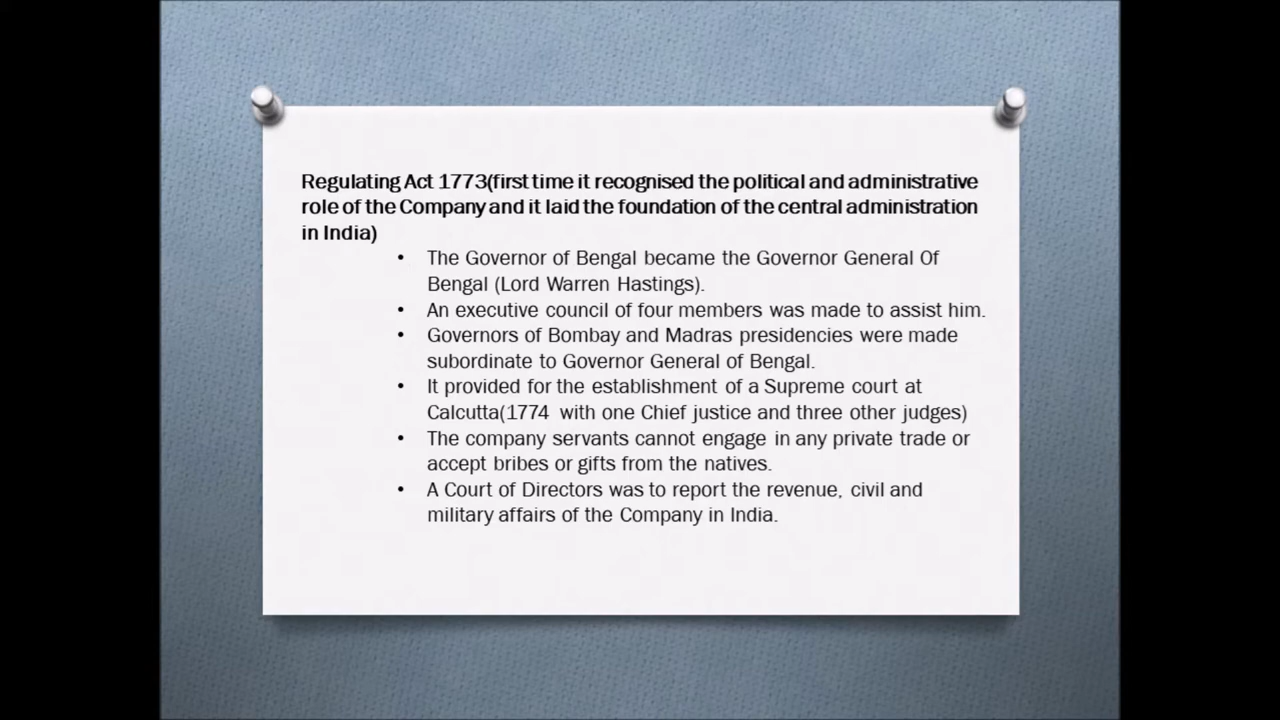 Regulating Act 1773(first time it recognised the political and administrative
role of the Company and it laid the foundation of the central administration
in India)
• The Governor of Bengal became the Governor General Of
Bengal (Lord Warren Hastings).
• An executive council of four members was made to assist him.
• Governors of Bombay and Madras presidencies were made
subordinate to Governor General of Bengal.
• It provided for the establishment of a Supreme court at
Calcutta(1774 with one Chief justice and three other judges)
• The company servants cannot engage in any private trade or
accept bribes or gifts from the natives.
• A Court of Directors was to report the revenue, civil and
military affairs of the Company in India.